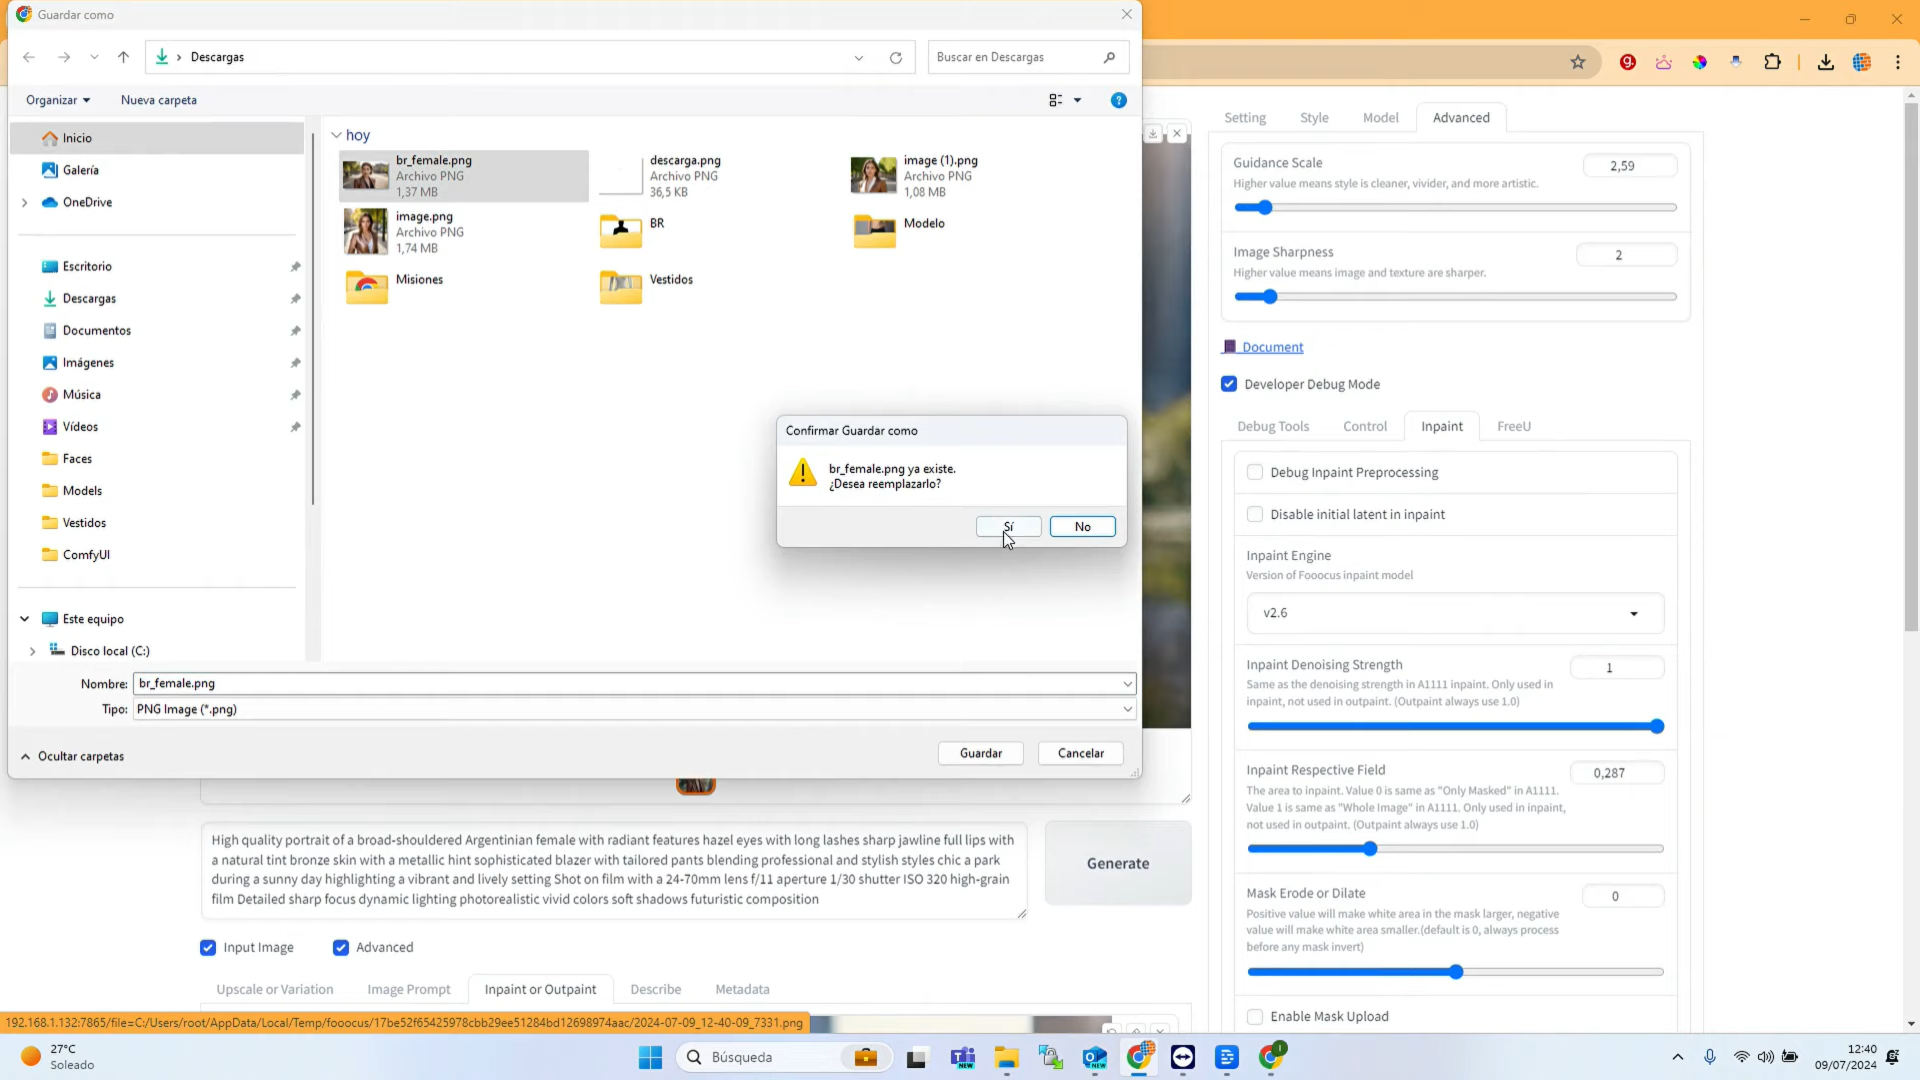 Guardar como
Descargas
Buscar en Descargas
Organizar
Nueva carpeta
Inicio
Galería
OneDrive
Escritorio
Descargas
Documentos
Imágenes
Música
Vídeos
Faces
Models
Vestidos
ComfyUI
Este equipo
Disco local (C:)
hoy
br_female.png
Archivo PNG
1,37 MB
descarga.png
Archivo PNG
36,5 KB
image (1).png
Archivo PNG
1,08 MB
image.png
Archivo PNG
1,74 MB
BR
Modelo
Misiones
Vestidos
Confirmar Guardar como
br_female.png ya existe.
¿Desea reemplazarlo?
Sí
No
Nombre: br_female.png
Tipo: PNG Image (*.png)
Ocultar carpetas
Guardar
Cancelar
Setting
Style
Model
Advanced
Guidance Scale
2,59
Higher value means style is cleaner, vivider, and more artistic.
Image Sharpness
2
Higher value means image and texture are sharper.
Document
Developer Debug Mode
Debug Tools
Control
Inpaint
FreeU
Debug Inpaint Preprocessing
Disable initial latent in inpaint
Inpaint Engine
Version of Fooocus inpaint model
v2.6
Inpaint Denoising Strength
1
Same as the denoising strength in A1111 inpaint. Only used in
inpaint, not used in outpaint. (Outpaint always use 1.0)
Inpaint Respective Field
0,287
The area to inpaint. Value 0 is same as "Only Masked" in A1111.
Value 1 is same as "Whole Image" in A1111. Only used in inpaint,
not used in outpaint. (Outpaint always use 1.0)
Mask Erode or Dilate
0
Positive value will make white area in the mask larger, negative
value will make white area smaller.(default is 0, always process
before any mask invert)
Enable Mask Upload
High quality portrait of a broad-shouldered Argentinian female with radiant features hazel eyes with long lashes sharp jawline full lips with
a natural tint bronze skin with a metallic hint sophisticated blazer with tailored pants blending professional and stylish styles chic a park
during a sunny day highlighting a vibrant and lively setting Shot on film with a 24-70mm lens f/11 aperture 1/30 shutter ISO 320 high-grain
film Detailed sharp focus dynamic lighting photorealistic vivid colors soft shadows futuristic composition
Generate
Input Image
Advanced
Upscale or Variation
Image Prompt
Inpaint or Outpaint
Describe
Metadata
192.168.1.132:7865/file=C:/Users/root/AppData/Local/Temp/fooocus/17be52f65425978cbb29ee51284bd12698974aac/2024-07-09_12-40-09_7331.png
27°C
Soleado
Búsqueda
NEW
NEW
12:40
09/07/2024